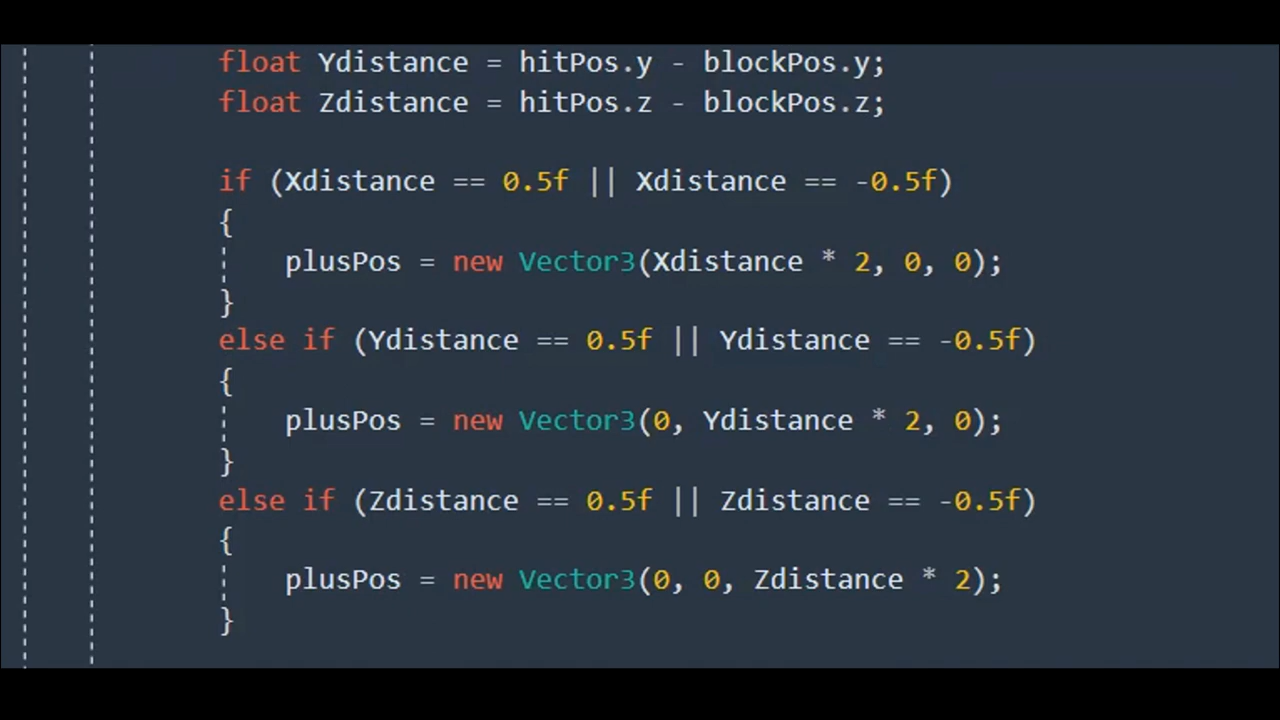 float Ydistance = hitPos.y - blockPos.y;
float Zdistance = hitPos.z - blockPos.z;
if (Xdistance == 0.5f || Xdistance == -0.5f)
{
plusPos = new Vector3(Xdistance * 2, 0, 0);
}
else if (Ydistance == 0.5f || Ydistance == -0.5f)
{
plusPos = new Vector3(0, Ydistance * 2, 0);
}
else if (Zdistance == 0.5f || Zdistance == -0.5f)
{
plusPos = new Vector3(0, 0, Zdistance * 2);
}